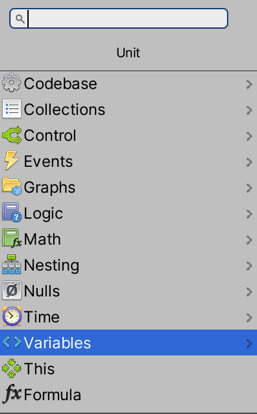 Unit
Codebase
Collections
Control
Events
Graphs
Logic
Math
Nesting
Nulls
Time
Variables
This
Formula